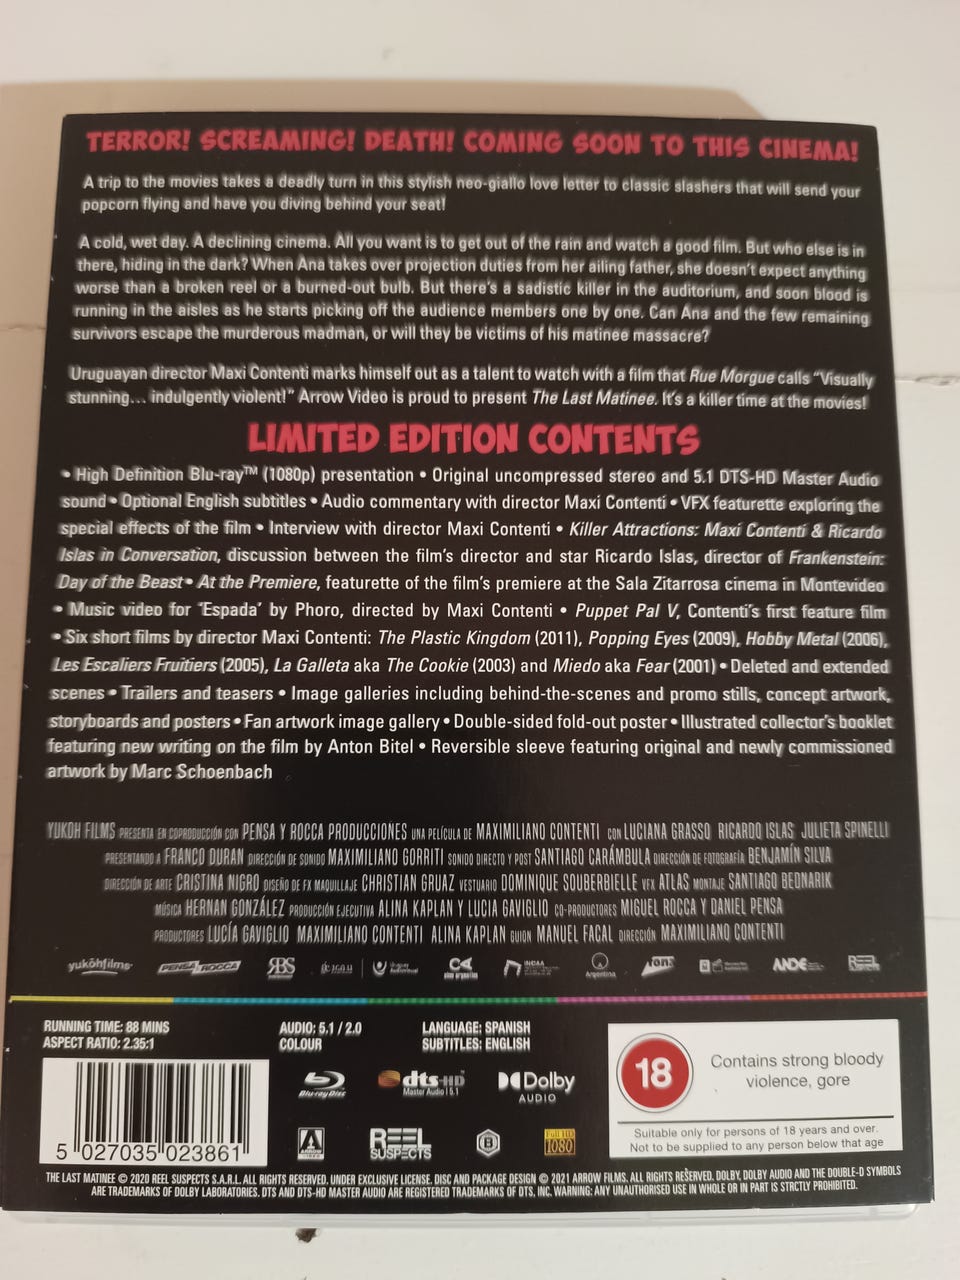 TERROR! SCREAMING! DEATH! COMING SOON TO THIS CINEMA!
A trip to the movies takes a deadly turn in this stylish neo-giallo love letter to classic slashers that will send your
popcorn flying and have you diving behind your seat!
A cold, wet day. A declining cinema. All you want is to get out of the rain and watch a good film. But who else is in
there, hiding in the dark? When Ana takes over projection duties from her ailing father, she doesn't expect anything
worse than a broken reel or a burned-out bulb. But there's a sadistic killer in the auditorium, and soon blood is
running in the aisles as he starts picking off the audience members one by one. Can Ana and the few remaining
survivors escape the murderous madman, or will they be victims of his matinee massacre?
Uruguayan director Maxi Contenti marks himself out as a talent to watch with a film that Rue Morgue calls "Visually
stunning... indulgently violent!" Arrow Video is proud to present The Last Matinee. It's a killer time at the movies!
LIMITED EDITION CONTENTS
• High Definition Blu-ray™ (1080p) presentation • Original uncompressed stereo and 5.1 DTS-HD Master Audio
sound • Optional English subtitles • Audio commentary with director Maxi Contenti • VFX featurette exploring the
special effects of the film • Interview with director Maxi Contenti • Killer Attractions: Maxi Contenti & Ricardo
Islas in Conversation, discussion between the film's director and star Ricardo Islas, director of Frankenstein:
Day of the Beast • At the Premiere, featurette of the film's premiere at the Sala Zitarrosa cinema in Montevideo
• Music video for 'Espada' by Phoro, directed by Maxi Contenti • Puppet Pal V, Contenti's first feature film
• Six short films by director Maxi Contenti: The Plastic Kingdom (2011), Popping Eyes (2009), Hobby Metal (2006),
Les Escaliers Fruitiers (2005), La Galleta aka The Cookie (2003) and Miedo aka Fear (2001) • Deleted and extended
scenes • Trailers and teasers • Image galleries including behind-the-scenes and promo stills, concept artwork,
storyboards and posters • Fan artwork image gallery • Double-sided fold-out poster • Illustrated collector's booklet
featuring new writing on the film by Anton Bitel • Reversible sleeve featuring original and newly commissioned
artwork by Marc Schoenbach
YUKOH FILMS PRESENTA EN COPRODUCCIÓN CON PENSA Y ROCCA PRODUCCIONES UNA PELÍCULA DE MAXIMILIANO CONTENTI CON LUCIANA GRASSO RICARDO ISLAS JULIETA SPINELLI
PRESENTANDO A FRANCO DURAN DIRECCIÓN DE SONIDO MAXIMILIANO GORRITI SONIDO DIRECTO Y POST SANTIAGO CARÁMBULA DIRECCIÓN DE FOTOGRAFÍA BENJAMÍN SILVA
DIRECCIÓN DE ARTE CRISTINA NIGRO DISEÑO DE FX MAQUILLAJE CHRISTIAN GRUAZ VESTUARIO DOMINIQUE SOUBERBIELLE VFX ATLAS MONTAJE SANTIAGO BEDNARIK
MÚSICA HERNAN GONZÁLEZ PRODUCCIÓN EJECUTIVA ALINA KAPLAN Y LUCIA GAVIGLIO CO-PRODUCTORES MIGUEL ROCCA Y DANIEL PENSA
PRODUCTORES LUCÍA GAVIGLIO MAXIMILIANO CONTENTI ALINA KAPLAN GUION MANUEL FACAL DIRECCIÓN MAXIMILIANO CONTENTI
yukohfilms PENSA&ROCCA RBS CA INCAA Argentina ANDE REEL
RUNNING TIME: 88 MINS
ASPECT RATIO: 2.35:1
AUDIO: 5.1 / 2.0
COLOUR
LANGUAGE: SPANISH
SUBTITLES: ENGLISH
Blu-ray Disc
dts-HD
Master Audio | 5.1
Dolby
AUDIO
ARROW
REEL
SUSPECTS
B
Full HD
1080
18
Contains strong bloody
violence, gore
Suitable only for persons of 18 years and over.
Not to be supplied to any person below that age
5 027035 023861
THE LAST MATINEE © 2020 REEL SUSPECTS S.A.R.L. ALL RIGHTS RESERVED. UNDER EXCLUSIVE LICENSE. DISC AND PACKAGE DESIGN © 2021 ARROW FILMS. ALL RIGHTS RESERVED. DOLBY, DOLBY AUDIO AND THE DOUBLE-D SYMBOLS
ARE TRADEMARKS OF DOLBY LABORATORIES. DTS AND DTS-HD MASTER AUDIO ARE REGISTERED TRADEMARKS OF DTS, INC. WARNING: ANY UNAUTHORISED USE IN WHOLE OR IN PART IS STRICTLY PROHIBITED.